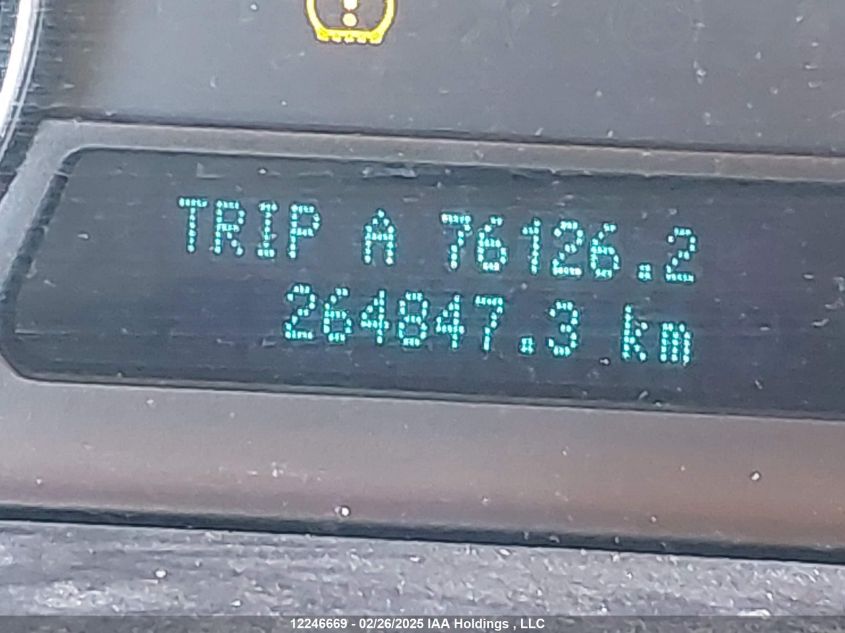 TRIP A 76126.2
264847.3 km
12246669 - 02/26/2025 IAA Holdings , LLC